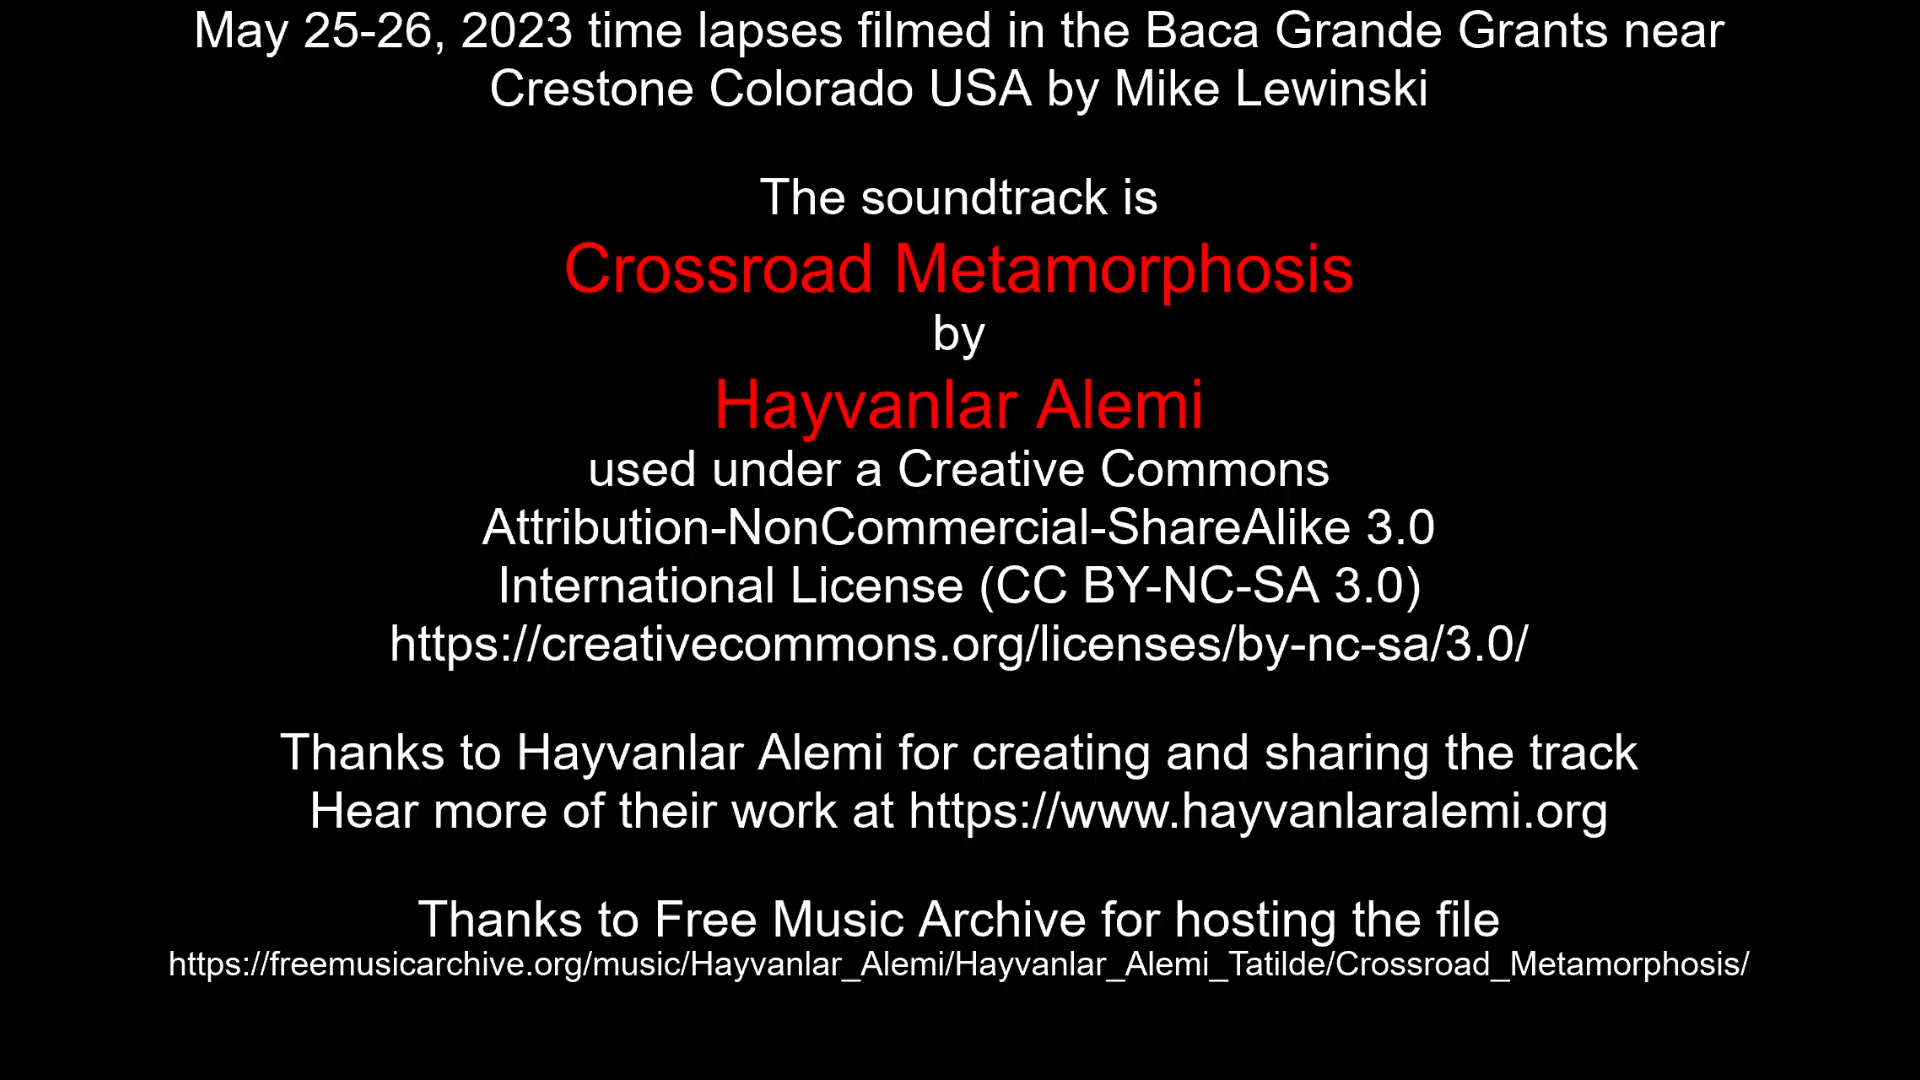 May 25-26, 2023 time lapses filmed in the Baca Grande Grants near
Crestone Colorado USA by Mike Lewinski
The soundtrack is
Crossroad Metamorphosis
by
Hayvanlar Alemi
used under a Creative Commons
Attribution-NonCommercial-ShareAlike 3.0
International License (CC BY-NC-SA 3.0)
https://creativecommons.org/licenses/by-nc-sa/3.0/
Thanks to Hayvanlar Alemi for creating and sharing the track
Hear more of their work at https://www.hayvanlaralemi.org
Thanks to Free Music Archive for hosting the file
https://freemusicarchive.org/music/Hayvanlar_Alemi/Hayvanlar_Alemi_Tatilde/Crossroad_Metamorphosis/